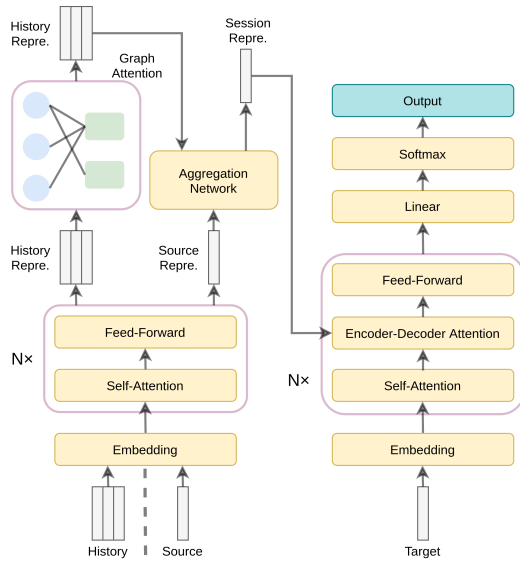 History
Repre.
Graph
Attention
Session
Repre.
Aggregation
Network
History
Repre.
Source
Repre.
Feed-Forward
Self-Attention
N×
Embedding
History
Source
Output
Softmax
Linear
Feed-Forward
Encoder-Decoder Attention
Self-Attention
N×
Embedding
Target